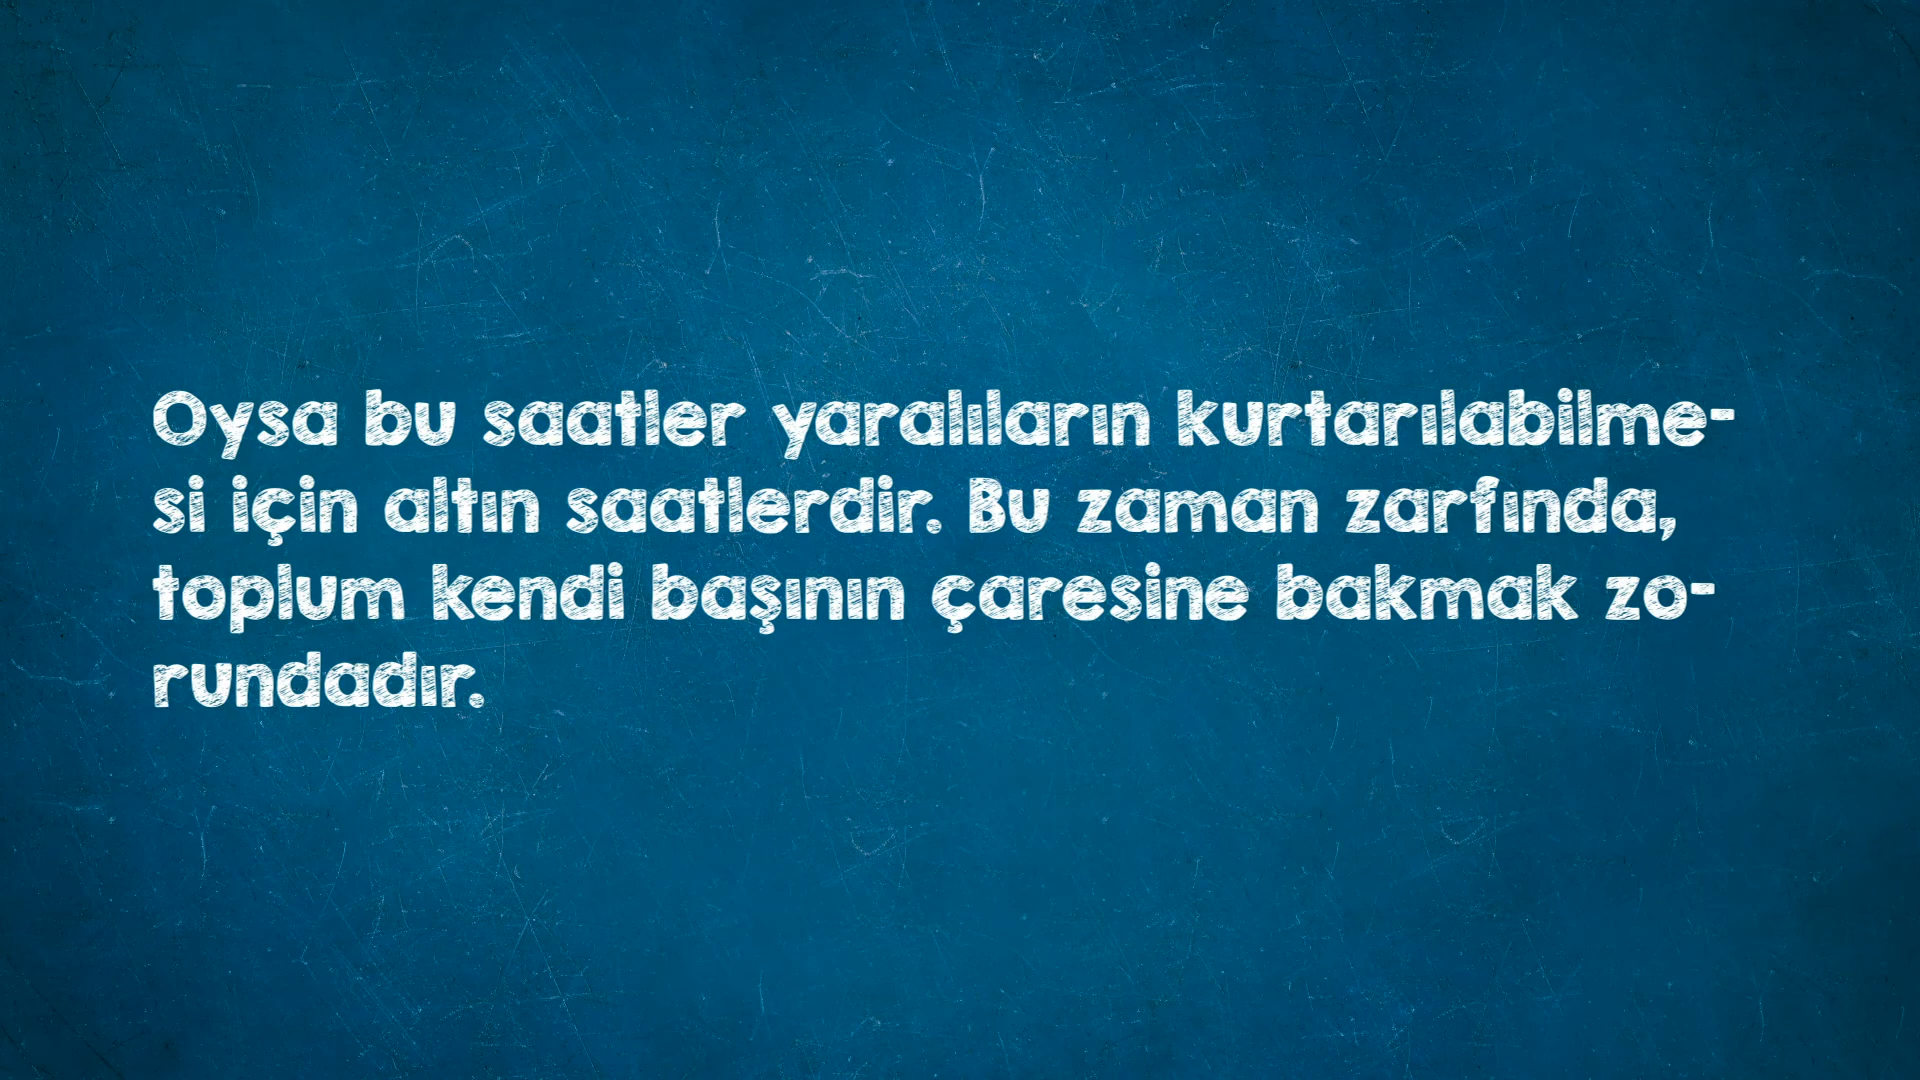 Oysa bu saatler yaralıların kurtarılabilme-
si için altın saatlerdir. Bu zaman zarfında,
toplum kendi başının çaresine bakmak zo-
rundadır.